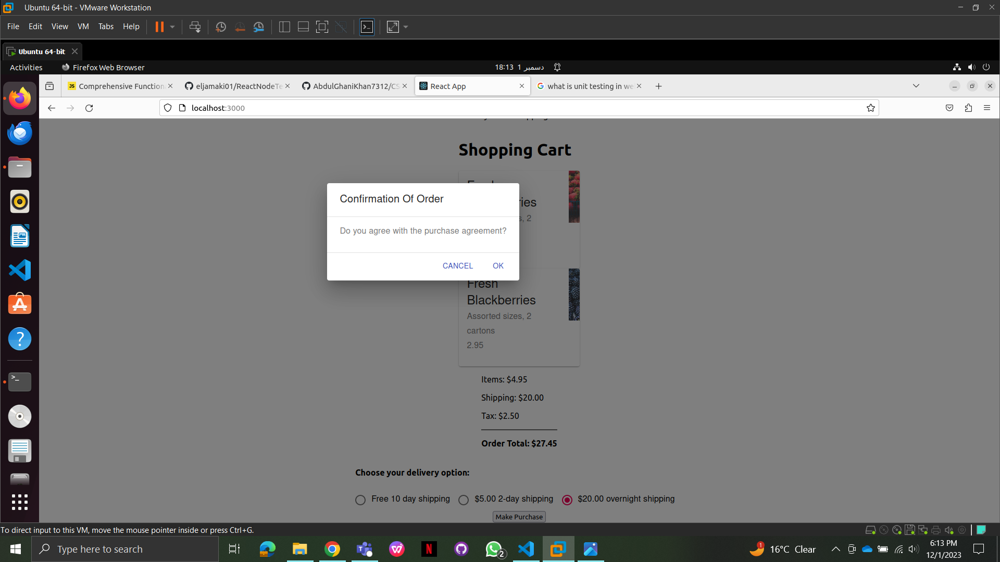 Ubuntu 64-bit - VMware Workstation
File Edit View VM Tabs Help
Ubuntu 64-bit
Activities Firefox Web Browser 18:13 1 دسمبر
Comprehensive Function eljamaki01/ReactNodeTe AbdulGhaniKhan7312/CS React App what is unit testing in we
localhost:3000
Shopping Cart
Confirmation Of Order
Do you agree with the purchase agreement?
CANCEL OK
ries
s, 2
Fresh
Blackberries
Assorted sizes, 2
cartons
2.95
Items: $4.95
Shipping: $20.00
Tax: $2.50
Order Total: $27.45
Choose your delivery option:
Free 10 day shipping $5.00 2-day shipping $20.00 overnight shipping
Make Purchase
To direct input to this VM, move the mouse pointer inside or press Ctrl+G.
Type here to search
2
1
16°C Clear
6:13 PM
12/1/2023